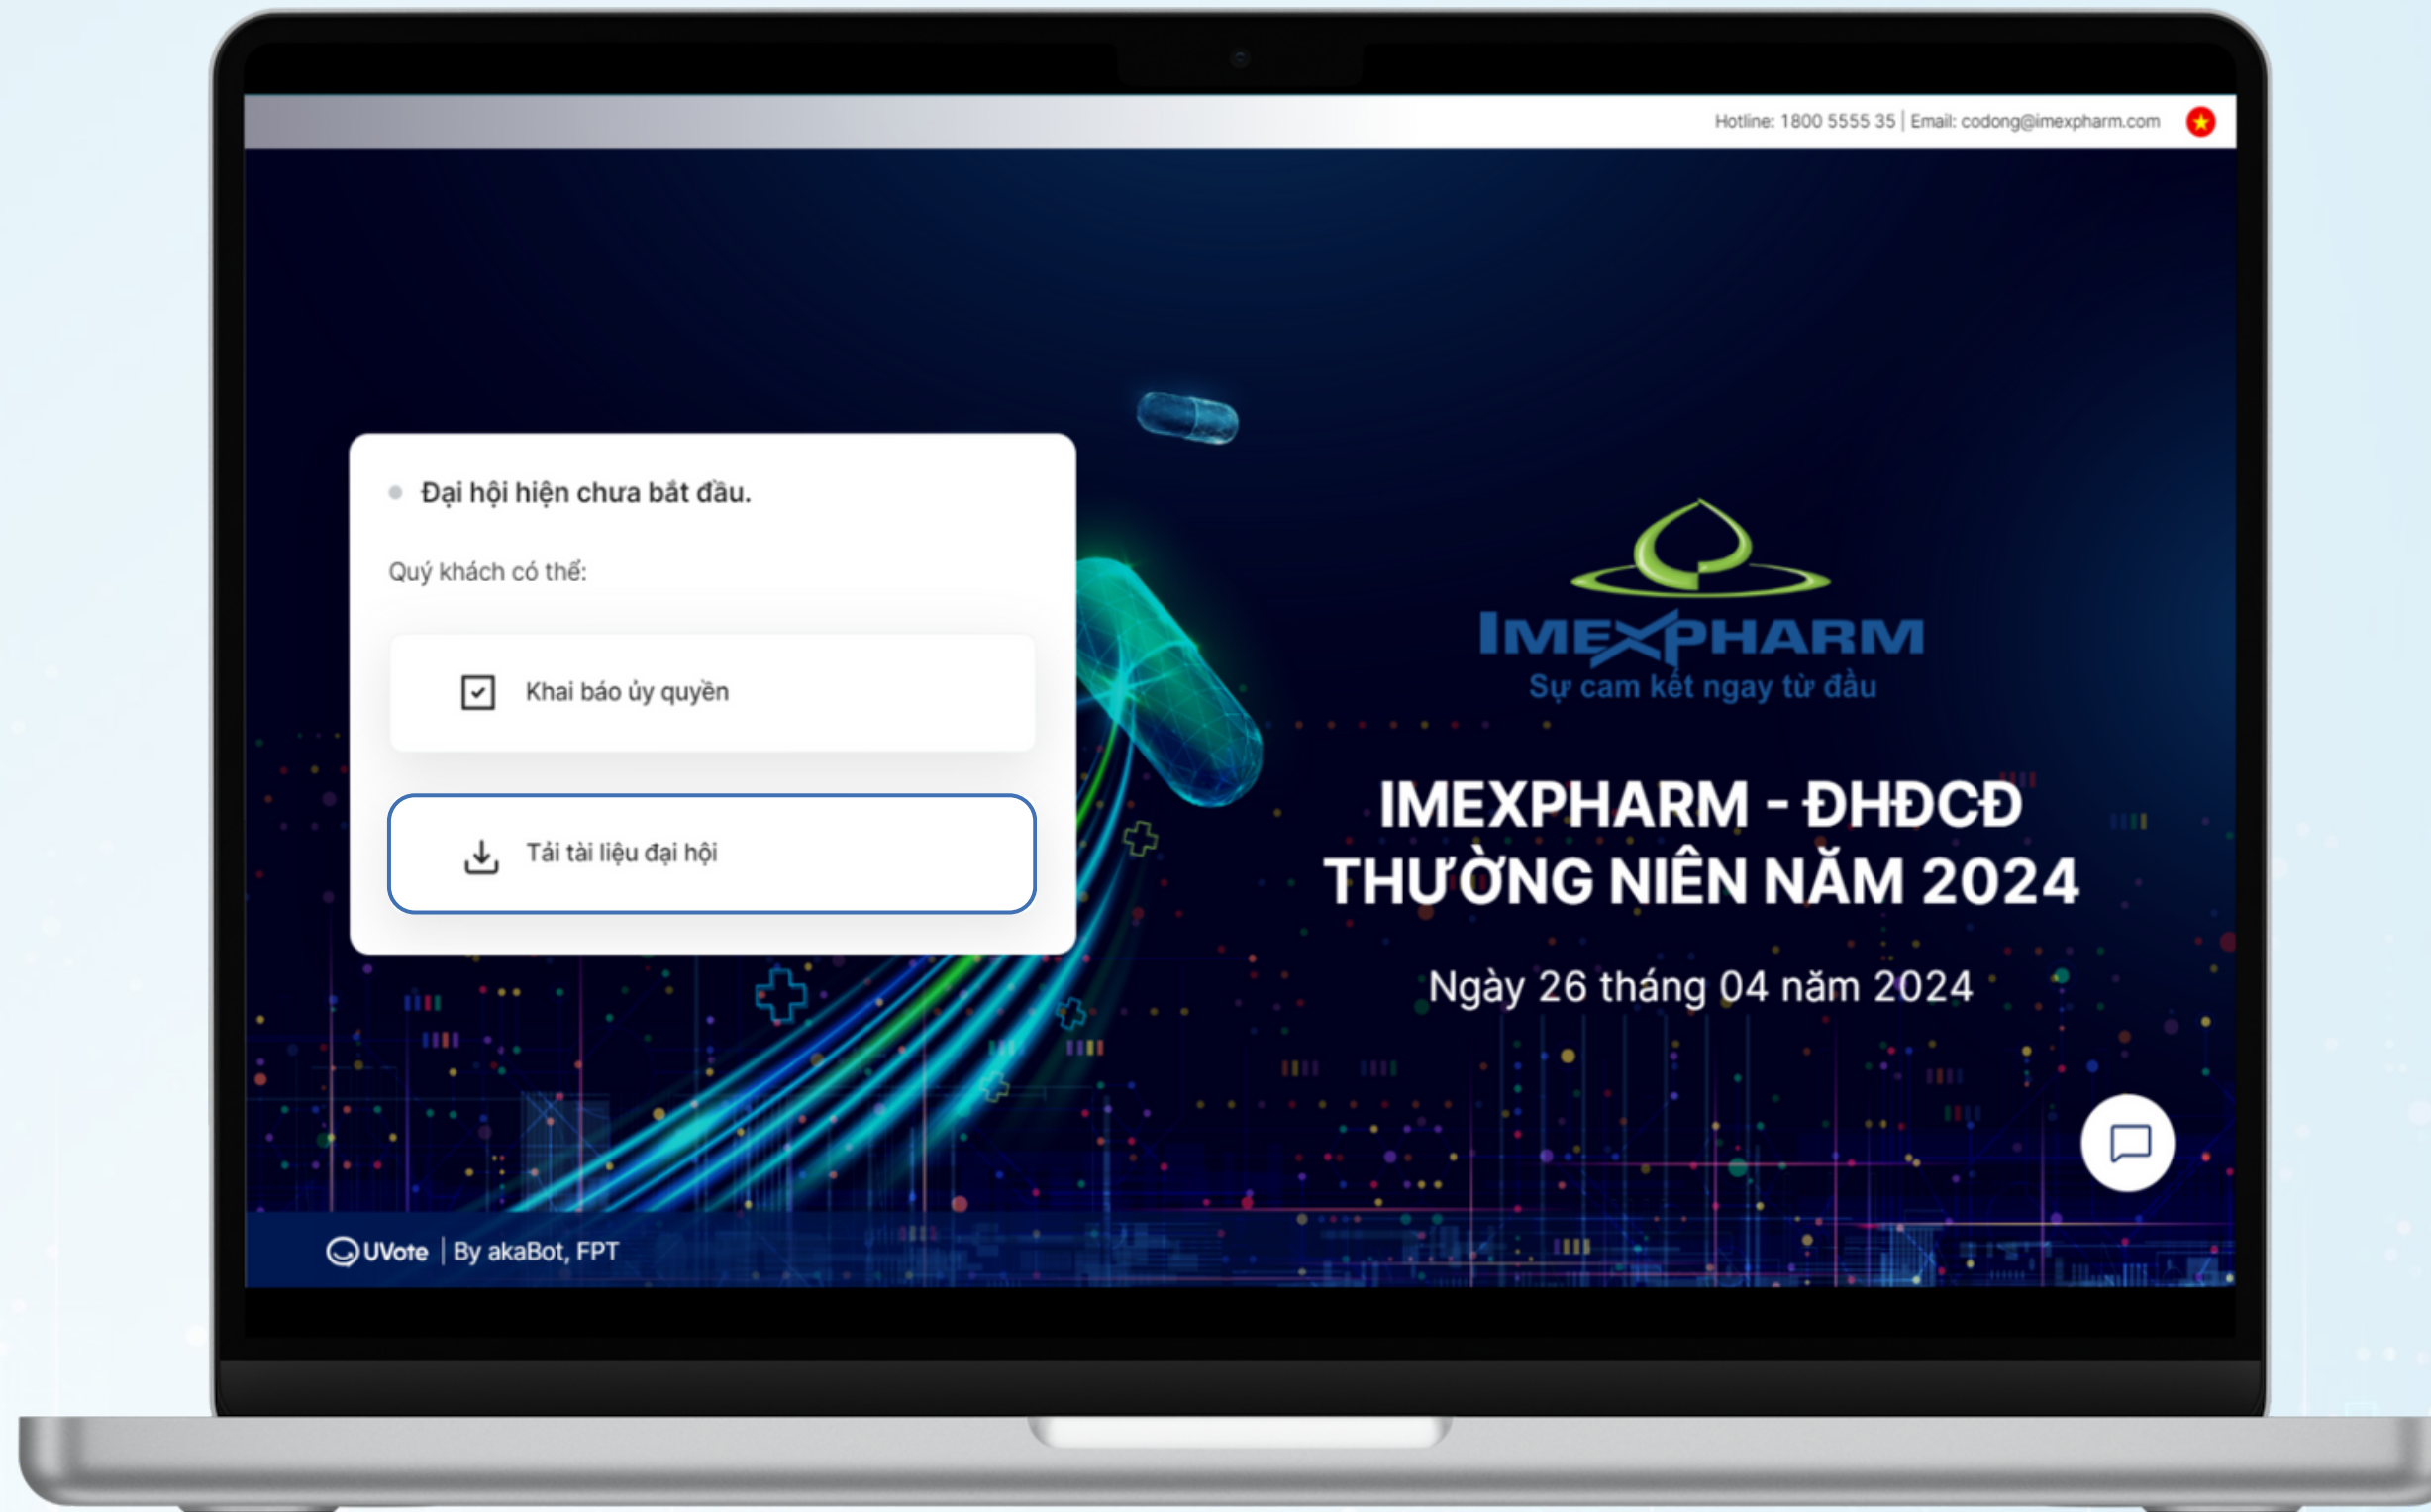 Hotline: 1800 5555 35 | Email: codong@imexpharm.com
Đại hội hiện chưa bắt đầu.
Quý khách có thể:
Khai báo ủy quyền
Tải tài liệu đại hội
IMEXPHARM
Sự cam kết ngay từ đầu
IMEXPHARM - ĐHĐCĐ
THƯỜNG NIÊN NĂM 2024
Ngày 26 tháng 04 năm 2024
UVote | By akaBot, FPT